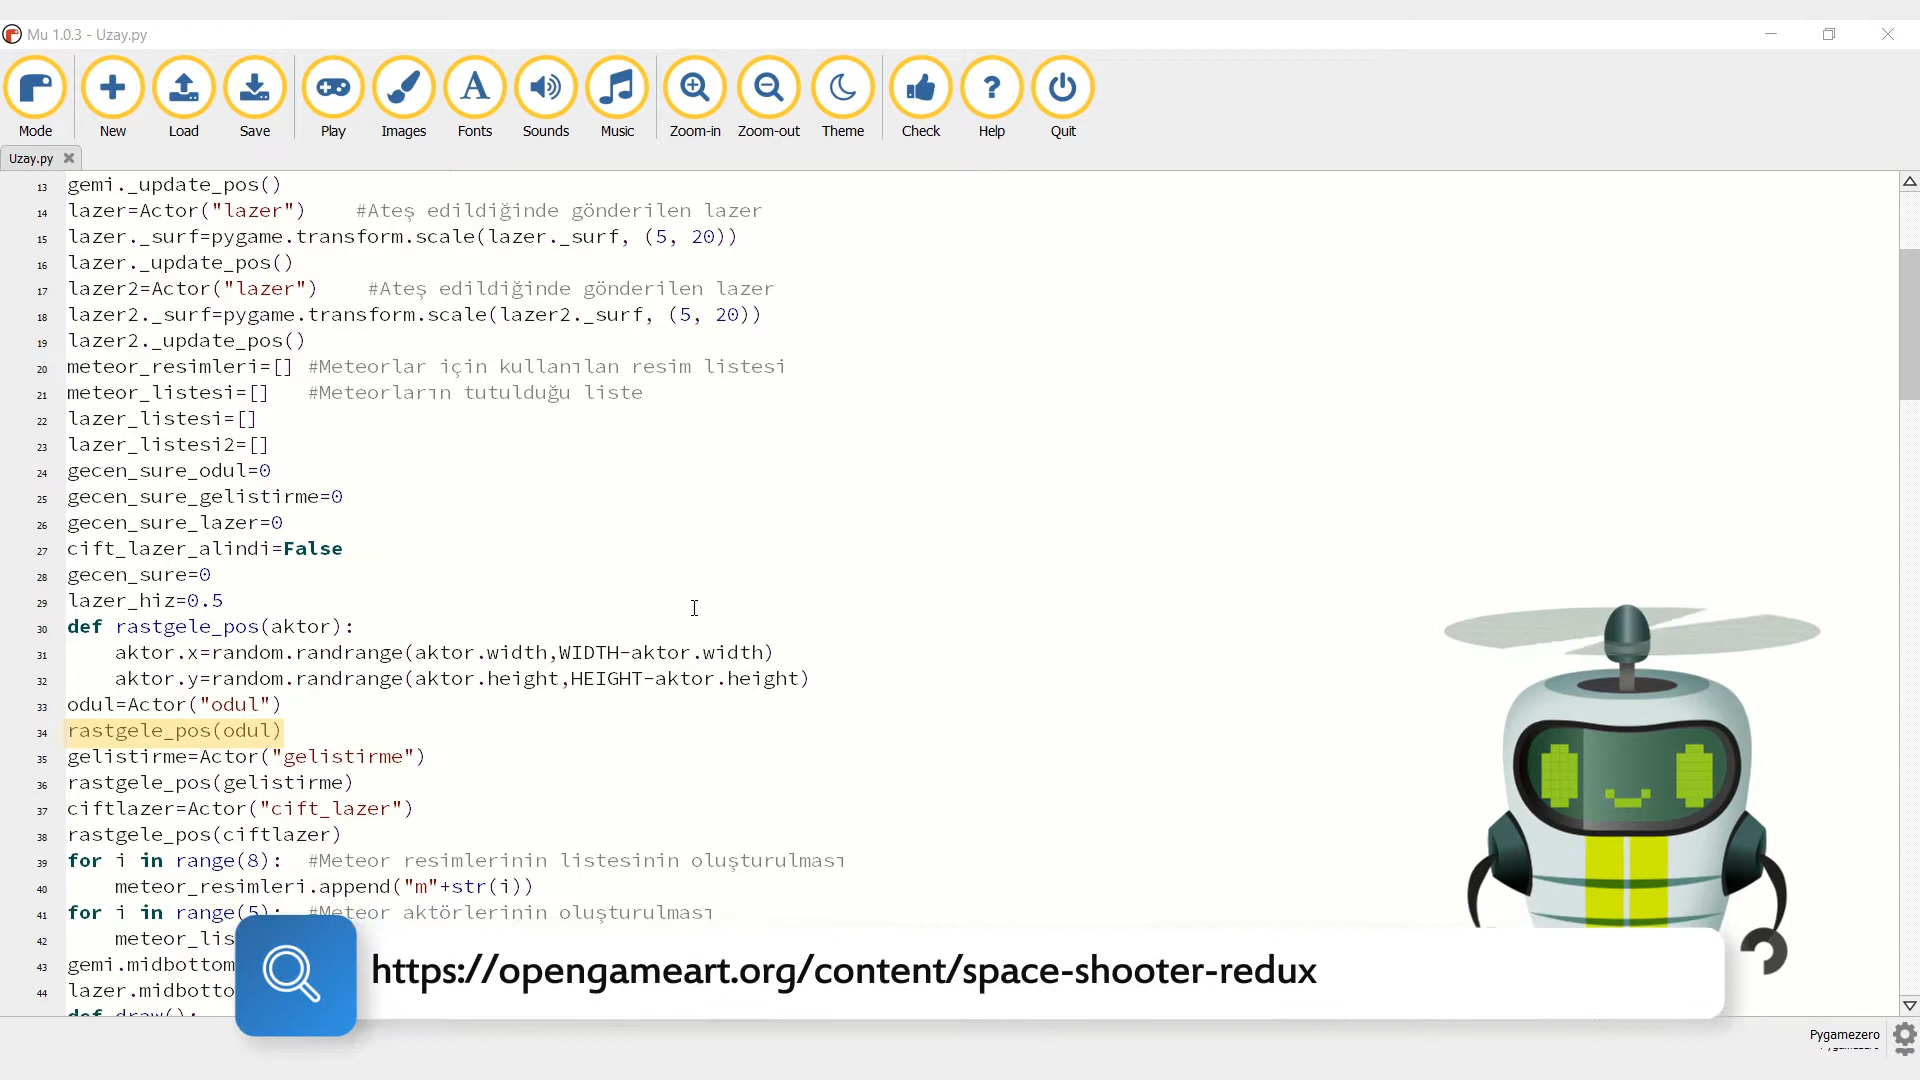 Mu 1.0.3 - Uzay.py
Mode New Load Save Play Images Fonts Sounds Music Zoom-in Zoom-out Theme Check Help Quit
Uzay.py
13 gemi._update_pos()
14 lazer=Actor("lazer") #Ateş edildiğinde gönderilen lazer
15 lazer._surf=pygame.transform.scale(lazer._surf, (5, 20))
16 lazer._update_pos()
17 lazer2=Actor("lazer") #Ateş edildiğinde gönderilen lazer
18 lazer2._surf=pygame.transform.scale(lazer2._surf, (5, 20))
19 lazer2._update_pos()
20 meteor_resimleri=[] #Meteorlar için kullanılan resim listesi
21 meteor_listesi=[] #Meteorların tutulduğu liste
22 lazer_listesi=[]
23 lazer_listesi2=[]
24 gecen_sure_odul=0
25 gecen_sure_gelistirme=0
26 gecen_sure_lazer=0
27 cift_lazer_alindi=False
28 gecen_sure=0
29 lazer_hiz=0.5
30 def rastgele_pos(aktor):
31 aktor.x=random.randrange(aktor.width,WIDTH-aktor.width)
32 aktor.y=random.randrange(aktor.height,HEIGHT-aktor.height)
33 odul=Actor("odul")
34 rastgele_pos(odul)
35 gelistirme=Actor("gelistirme")
36 rastgele_pos(gelistirme)
37 ciftlazer=Actor("cift_lazer")
38 rastgele_pos(ciftlazer)
39 for i in range(8): #Meteor resimlerinin listesinin oluşturulması
40 meteor_resimleri.append("m"+str(i))
41 for i in range(5): #Meteor aktörlerinin oluşturulması
42 meteor_lis
43 gemi.midbottom
44 lazer.midbotto
def draw():
https://opengameart.org/content/space-shooter-redux
Pygamezero